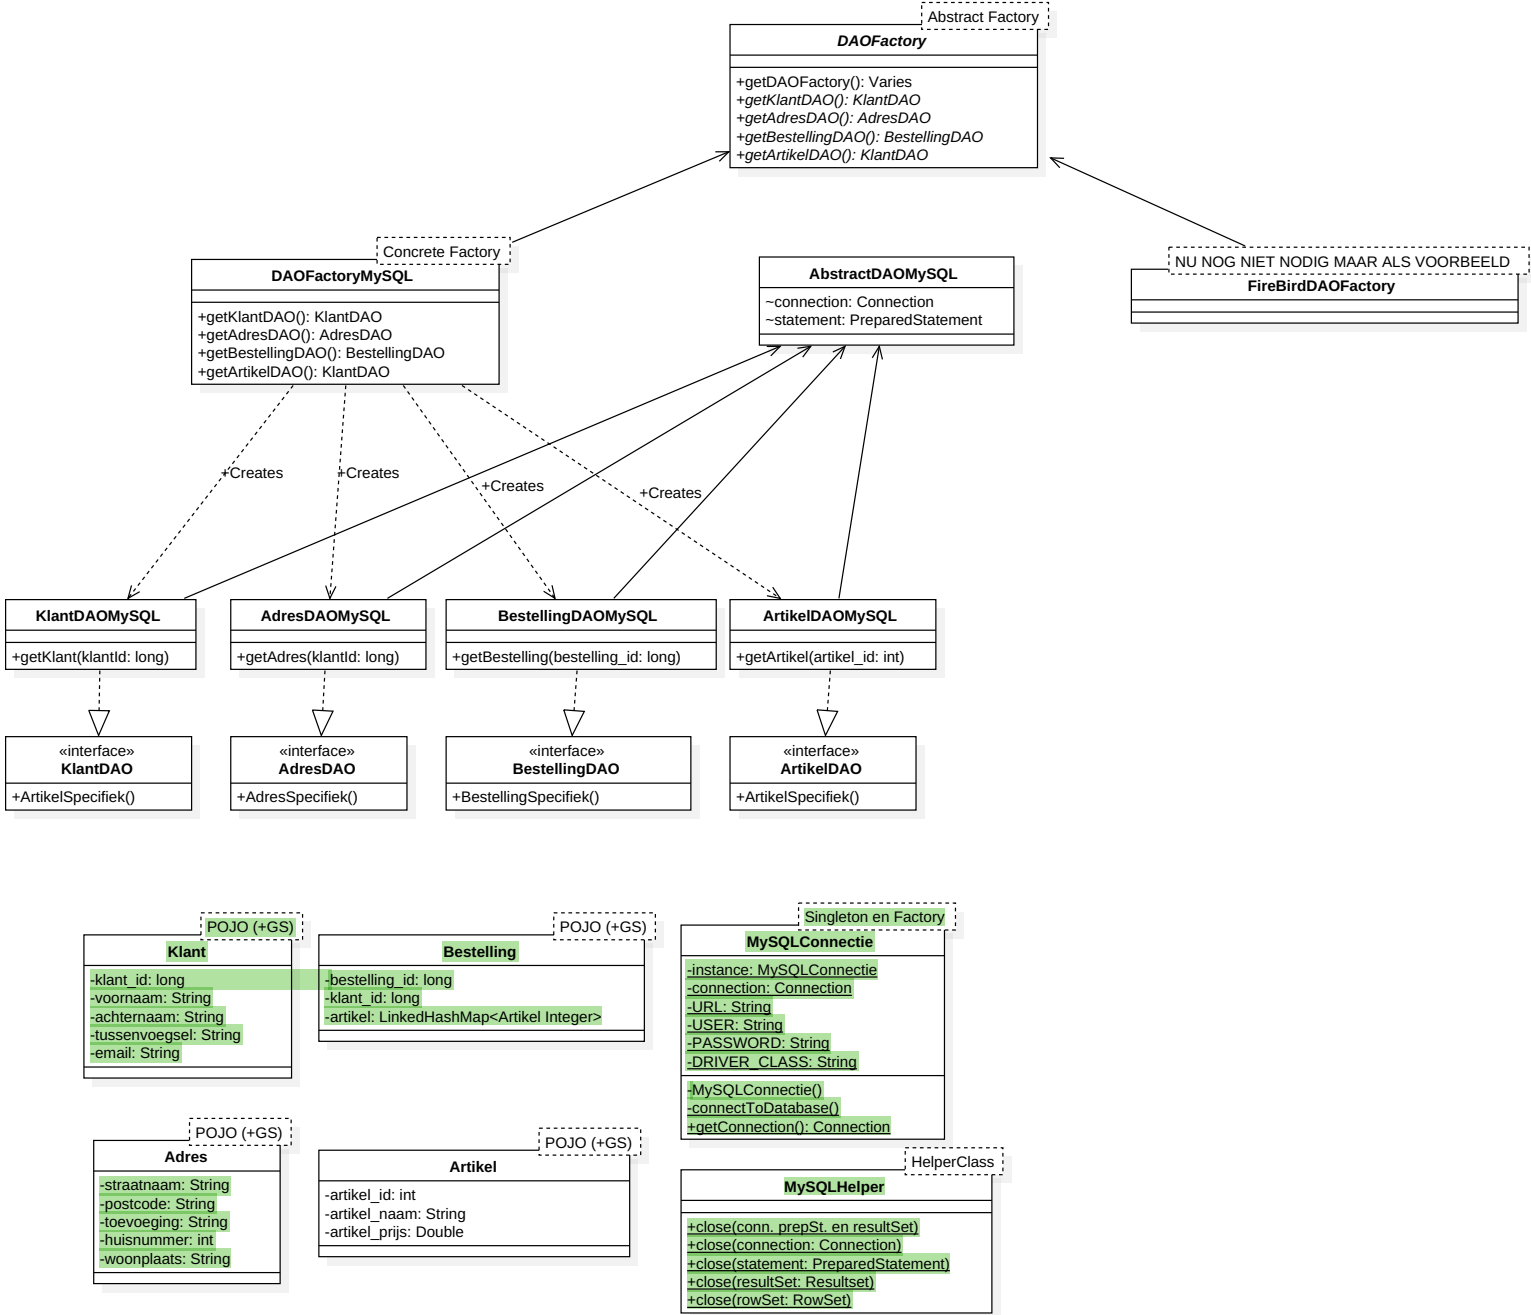 Abstract Factory
DAOFactory
+getDAOFactory(): Varies
+getKlantDAO(): KlantDAO
+getAdresDAO(): AdresDAO
+getBestellingDAO(): BestellingDAO
+getArtikelDAO(): KlantDAO
Concrete Factory
DAOFactoryMySQL
+getKlantDAO(): KlantDAO
+getAdresDAO(): AdresDAO
+getBestellingDAO(): BestellingDAO
+getArtikelDAO(): KlantDAO
AbstractDAOMySQL
~connection: Connection
~statement: PreparedStatement
NU NOG NIET NODIG MAAR ALS VOORBEELD
FireBirdDAOFactory
+Creates
+Creates
+Creates
+Creates
KlantDAOMySQL
+getKlant(klantId: long)
AdresDAOMySQL
+getAdres(klantId: long)
BestellingDAOMySQL
+getBestelling(bestelling_id: long)
ArtikelDAOMySQL
+getArtikel(artikel_id: int)
«interface»
KlantDAO
+ArtikelSpecifiek()
«interface»
AdresDAO
+AdresSpecifiek()
«interface»
BestellingDAO
+BestellingSpecifiek()
«interface»
ArtikelDAO
+ArtikelSpecifiek()
POJO (+GS)
Klant
-klant_id: long
-voornaam: String
-achternaam: String
-tussenvoegsel: String
-email: String
POJO (+GS)
Bestelling
-bestelling_id: long
-klant_id: long
-artikel: LinkedHashMap<Artikel Integer>
Singleton en Factory
MySQLConnectie
-instance: MySQLConnectie
-connection: Connection
-URL: String
-USER: String
-PASSWORD: String
-DRIVER_CLASS: String
-MySQLConnectie()
-connectToDatabase()
+getConnection(): Connection
POJO (+GS)
Adres
-straatnaam: String
-postcode: String
-toevoeging: String
-huisnummer: int
-woonplaats: String
POJO (+GS)
Artikel
-artikel_id: int
-artikel_naam: String
-artikel_prijs: Double
HelperClass
MySQLHelper
+close(conn. prepSt. en resultSet)
+close(connection: Connection)
+close(statement: PreparedStatement)
+close(resultSet: Resultset)
+close(rowSet: RowSet)